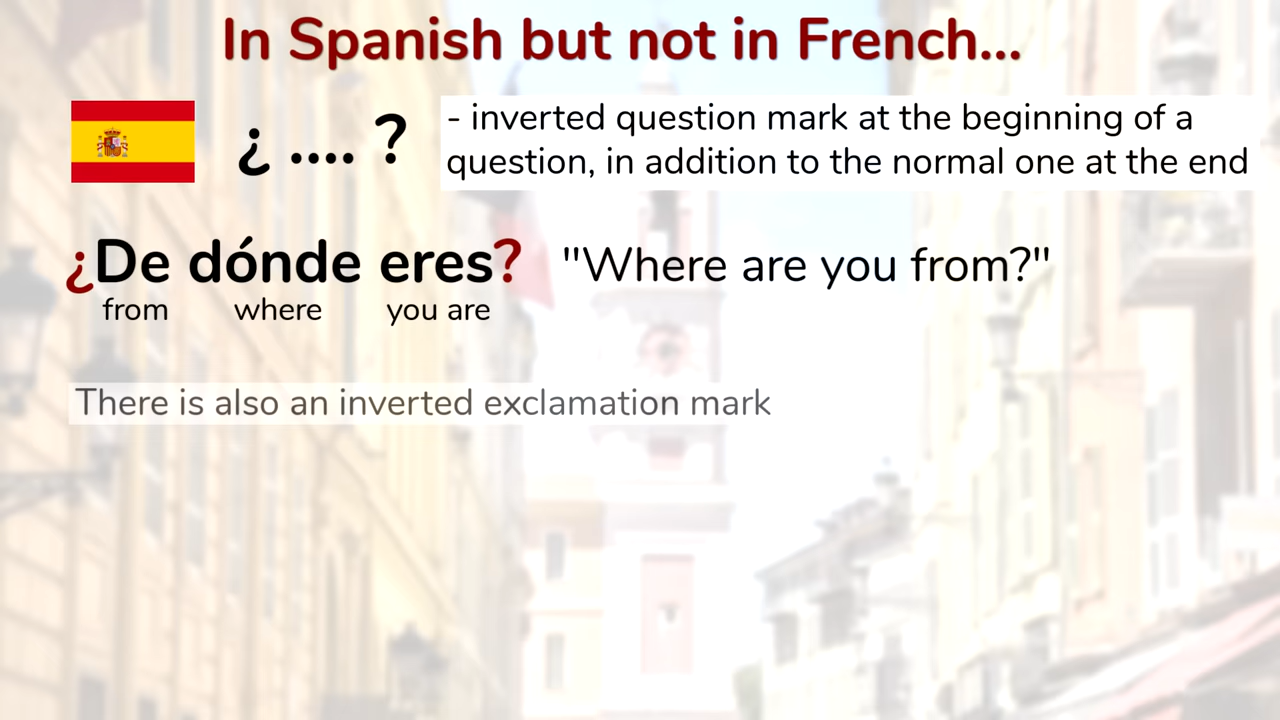 In Spanish but not in French...
¿ .... ?
- inverted question mark at the beginning of a
question, in addition to the normal one at the end
¿De dónde eres? "Where are you from?"
from where you are
There is also an inverted exclamation mark